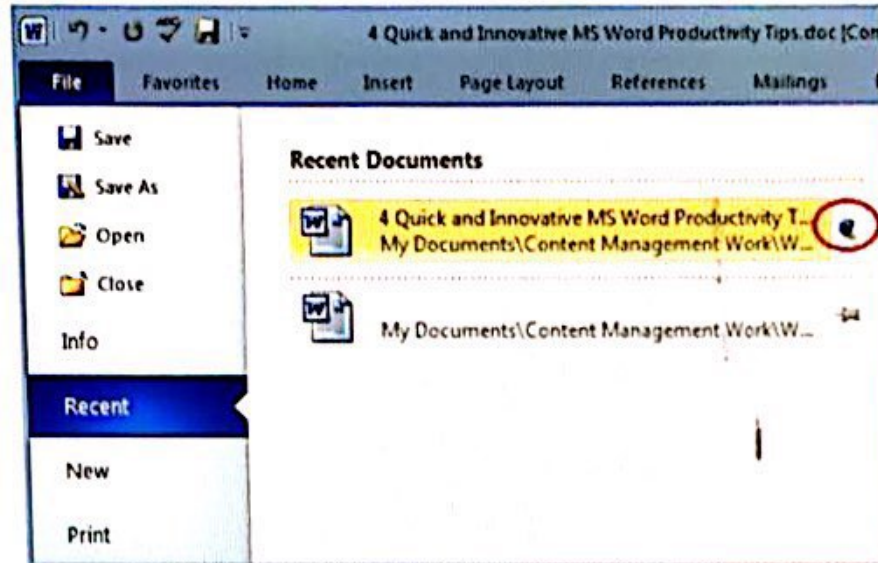 4 Quick and Innovative MS Word Productivity Tips.doc [Com
File Favorites Home Insert Page Layout References Mailings
Save
Save As
Open
Close
Info
Recent
New
Print
Recent Documents
4 Quick and Innovative MS Word Productivity T...
My Documents\Content Management Work\W...
My Documents\Content Management Work\W...